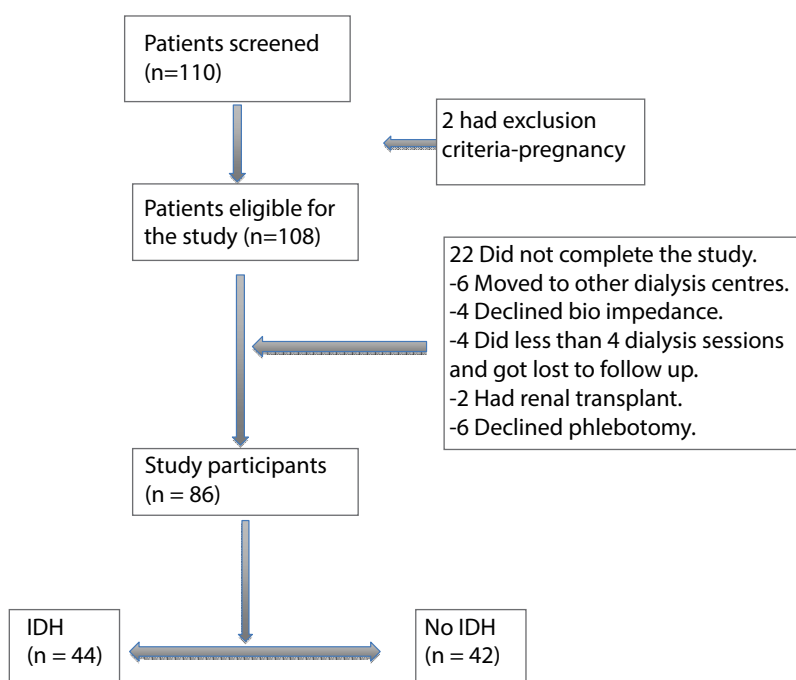 Patients screened
(n=110)
2 had exclusion
criteria-pregnancy
Patients eligible for
the study (n=108)
22 Did not complete the study.
-6 Moved to other dialysis centres.
-4 Declined bio impedance.
-4 Did less than 4 dialysis sessions
and got lost to follow up.
-2 Had renal transplant.
-6 Declined phlebotomy.
Study participants
(n = 86)
IDH
(n = 44)
No IDH
(n = 42)